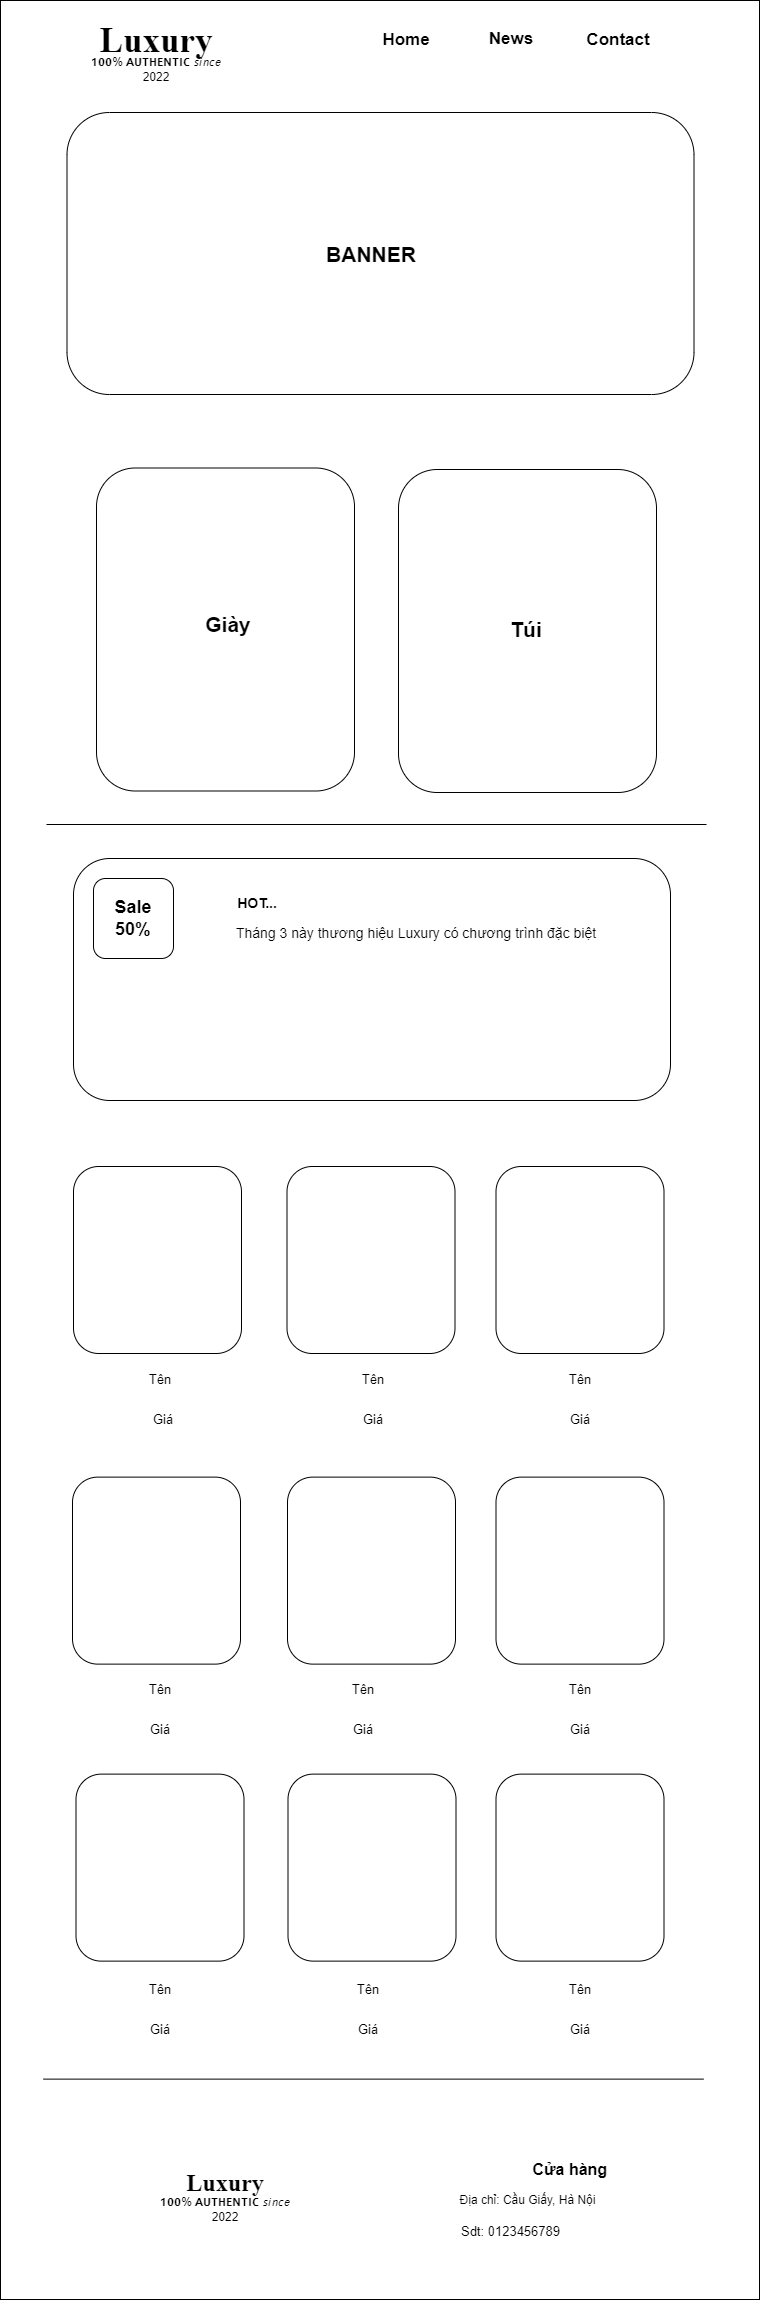 Luxury
100% AUTHENTIC since
2022
Home
News
Contact
BANNER
Giày
Túi
Sale
50%
HOT...
Tháng 3 này thương hiệu Luxury có chương trình đặc biệt
Tên
Tên
Tên
Giá
Giá
Giá
Tên
Tên
Tên
Giá
Giá
Giá
Tên
Tên
Tên
Giá
Giá
Giá
Luxury
100% AUTHENTIC since
2022
Cửa hàng
Địa chỉ: Cầu Giấy, Hà Nội
Sdt: 0123456789